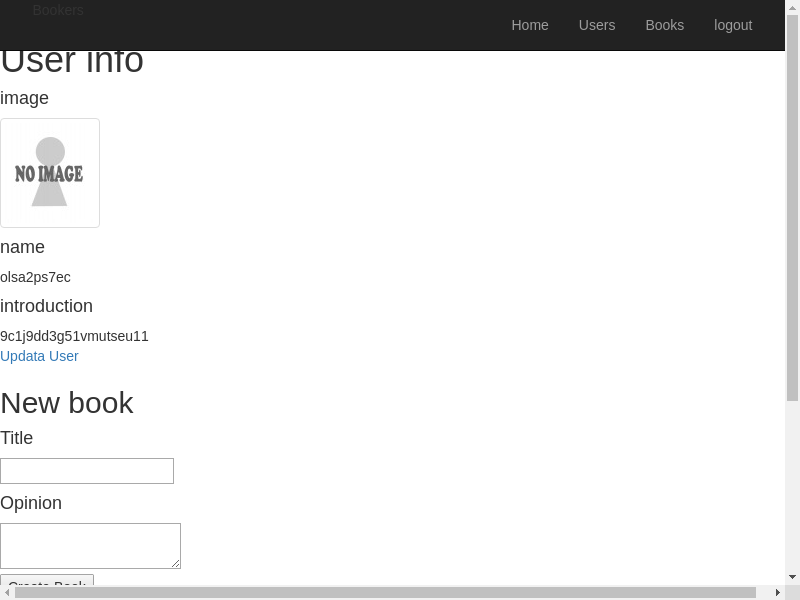 Bookers
Home Users Books logout
User info
image
NO IMAGE
name
olsa2ps7ec
introduction
9c1j9dd3g51vmutseu11
Updata User
New book
Title
Opinion
Create Book